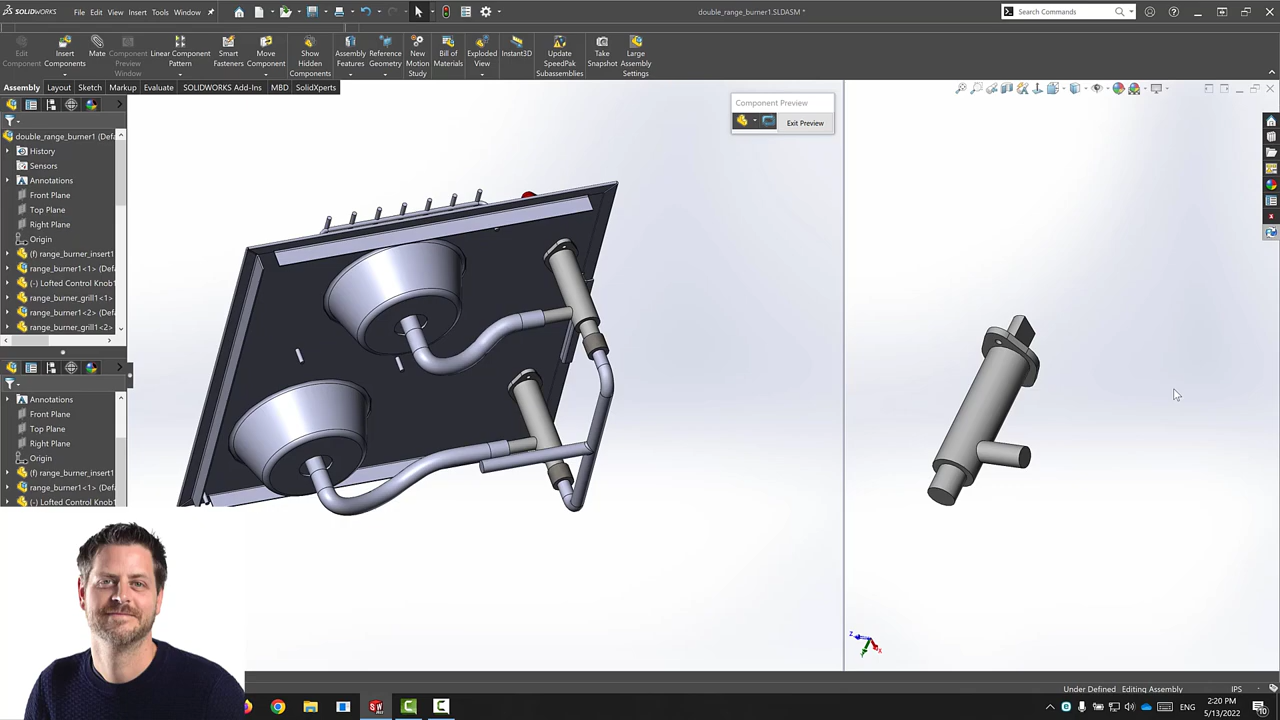 SOLIDWORKS File Edit View Insert Tools Window double_range_burner1.SLDASM * Search Commands
Edit Component
Insert Components
Mate
Component Preview Window
Linear Component Pattern
Smart Fasteners
Move Component
Show Hidden Components
Assembly Features
Reference Geometry
New Motion Study
Bill of Materials
Exploded View
Instant3D
Update SpeedPak Subassemblies
Take Snapshot
Large Assembly Settings
Assembly Layout Sketch Markup Evaluate SOLIDWORKS Add-Ins MBD SolidXperts
Component Preview
Exit Preview
double_range_burner1 (Def
History
Sensors
Annotations
Front Plane
Top Plane
Right Plane
Origin
(f) range_burner_insert1
range_burner1<1> (Def
(-) Lofted Control Knob
range_burner_grill1<1>
range_burner1<2> (Def
range_burner_grill1<2>
Annotations
Front Plane
Top Plane
Right Plane
Origin
(f) range_burner_insert1
range_burner1<1> (Def
(-) Lofted Control Knob
z
x
Y
Under Defined Editing Assembly IPS
SW
ENG
2:20 PM
5/13/2022